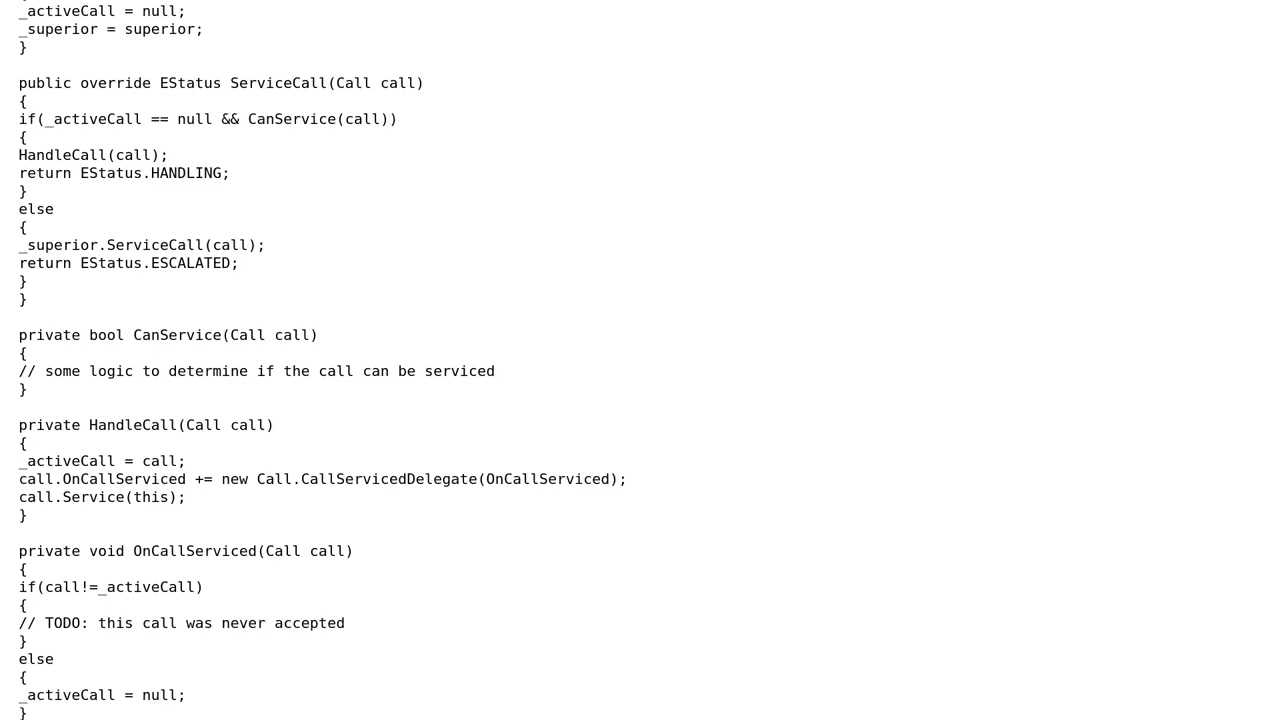 _activeCall = null;
_superior = superior;
}
public override EStatus ServiceCall(Call call)
{
if(_activeCall == null && CanService(call))
{
HandleCall(call);
return EStatus.HANDLING;
}
else
{
_superior.ServiceCall(call);
return EStatus.ESCALATED;
}
}
private bool CanService(Call call)
{
// some logic to determine if the call can be serviced
}
private HandleCall(Call call)
{
_activeCall = call;
call.OnCallServiced += new Call.CallServicedDelegate(OnCallServiced);
call.Service(this);
}
private void OnCallServiced(Call call)
{
if(call!=_activeCall)
{
// TODO: this call was never accepted
}
else
{
_activeCall = null;
}